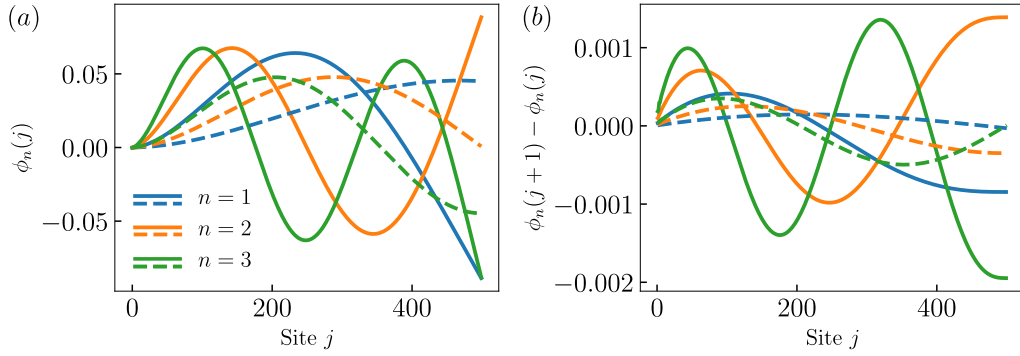 (a)
0.05
0.00
−0.05
ϕₙ(j)
n = 1
n = 2
n = 3
0
200
400
Site j
(b)
0.001
0.000
−0.001
−0.002
ϕₙ(j + 1) − ϕₙ(j)
0
200
400
Site j